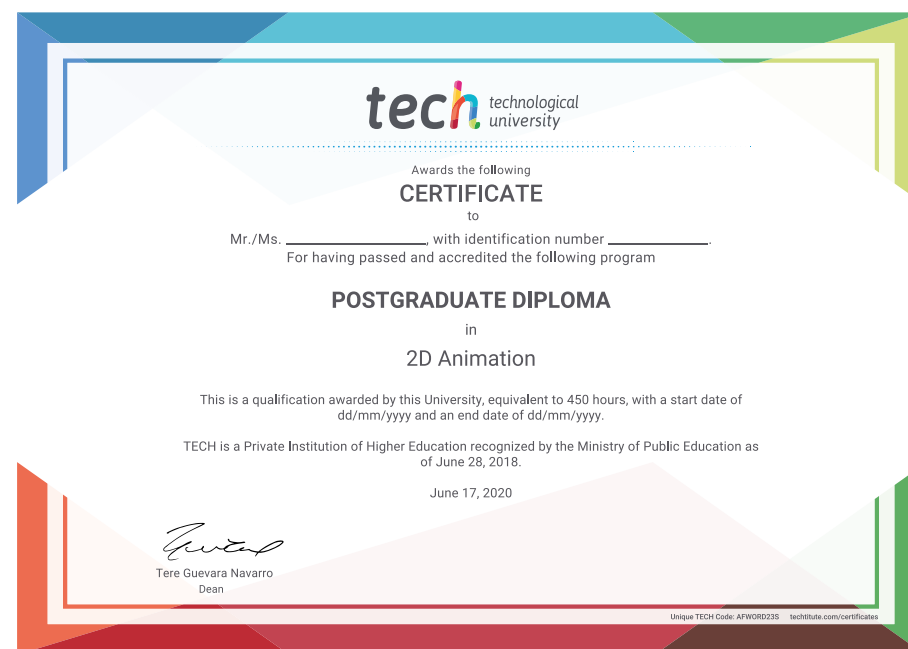 tech technological
university
Awards the following
CERTIFICATE
to
Mr./Ms. ____________, with identification number ____________.
For having passed and accredited the following program
POSTGRADUATE DIPLOMA
in
2D Animation
This is a qualification awarded by this University, equivalent to 450 hours, with a start date of
dd/mm/yyyy and an end date of dd/mm/yyyy.
TECH is a Private Institution of Higher Education recognized by the Ministry of Public Education as
of June 28, 2018.
June 17, 2020
Tere Guevara Navarro
Dean
Unique TECH Code: AFWORD23S techtitute.com/certificates